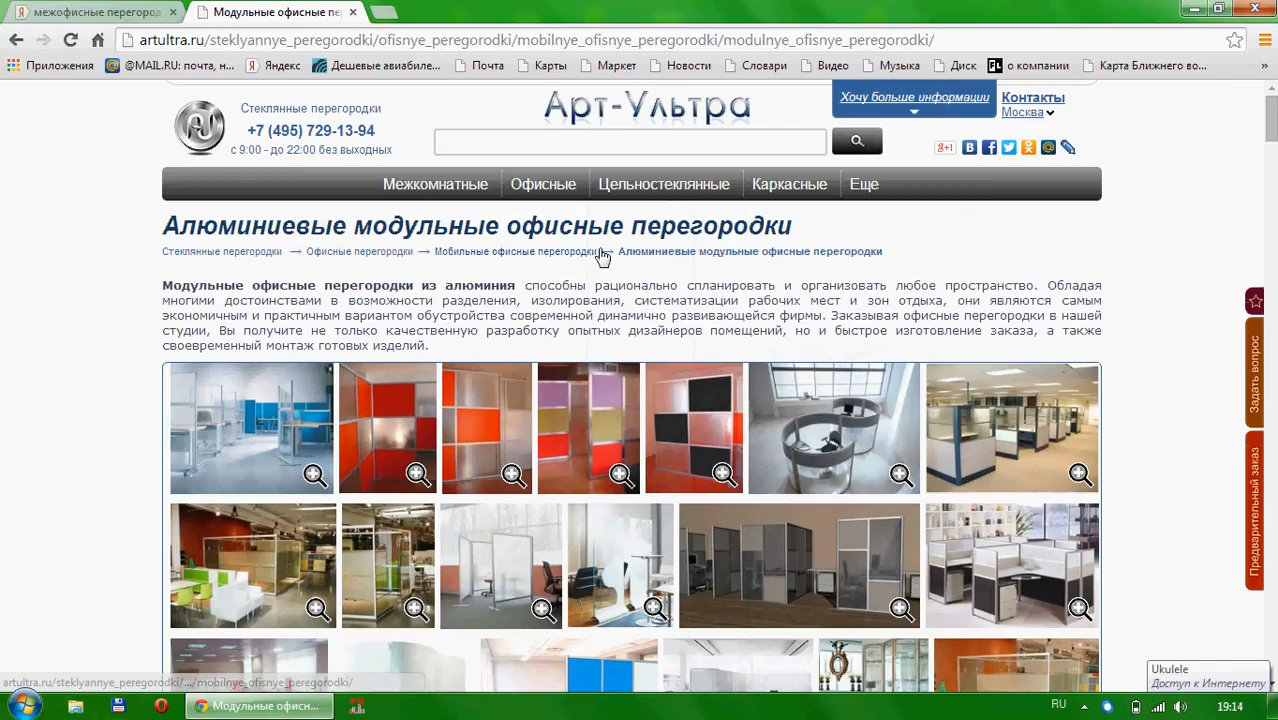 межофисные перегород
Модульные офисные пе
artultra.ru/steklyannye_peregorodki/ofisnye_peregorodki/mobilnye_ofisnye_peregorodki/modulnye_ofisnye_peregorodki/
Приложения @MAIL.RU: почта, н... Яндекс Дешевые авиабиле... Почта Карты Маркет Новости Словари Видео Музыка Диск о компании Карта Ближнего во...
Стеклянные перегородки
+7 (495) 729-13-94
с 9:00 - до 22:00 без выходных
Арт-Ультра
Хочу больше информации
Контакты
Москва
g+1
Межкомнатные Офисные Цельностеклянные Каркасные Еще
Алюминиевые модульные офисные перегородки
Стеклянные перегородки → Офисные перегородки → Мобильные офисные перегородки → Алюминиевые модульные офисные перегородки
Модульные офисные перегородки из алюминия способны рационально спланировать и организовать любое пространство. Обладая
многими достоинствами в возможности разделения, изолирования, систематизации рабочих мест и зон отдыха, они являются самым
экономичным и практичным вариантом обустройства современной динамично развивающейся фирмы. Заказывая офисные перегородки в нашей
студии, Вы получите не только качественную разработку опытных дизайнеров помещений, но и быстрое изготовление заказа, а также
своевременный монтаж готовых изделий.
Задать вопрос
Предварительный заказ
artultra.ru/steklyannye_peregorodki/.../mobilnye_ofisnye_peregorodki/
Ukulele
Доступ к Интернету
Модульные офисн...
RU
19:14